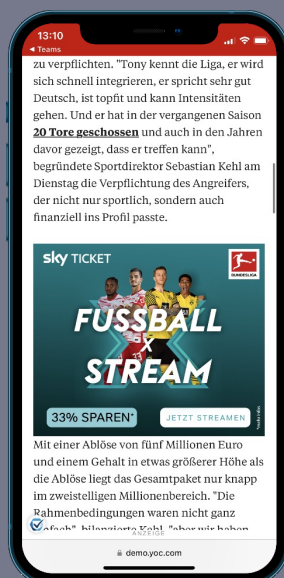 13:10
◀ Teams
zu verpflichten. "Tony kennt die Liga, er wird
sich schnell integrieren, er spricht sehr gut
Deutsch, ist topfit und kann Intensitäten
gehen. Und er hat in der vergangenen Saison
20 Tore geschossen und auch in den Jahren
davor gezeigt, dass er treffen kann",
begründete Sportdirektor Sebastian Kehl am
Dienstag die Verpflichtung des Angreifers,
der nicht nur sportlich, sondern auch
finanziell ins Profil passte.
sky TICKET
BUNDESLIGA
FUSSBALL
X
STREAM
33% SPAREN*
JETZT STREAMEN
Mit einer Ablöse von fünf Millionen Euro
und einem Gehalt in etwas größerer Höhe als
die Ablöse liegt das Gesamtpaket nur knapp
im zweistelligen Millionenbereich. "Die
Rahmenbedingungen waren nicht ganz
bilanzierte Kehl, "aber wir haben
ANZEIGE
demo.yoc.com